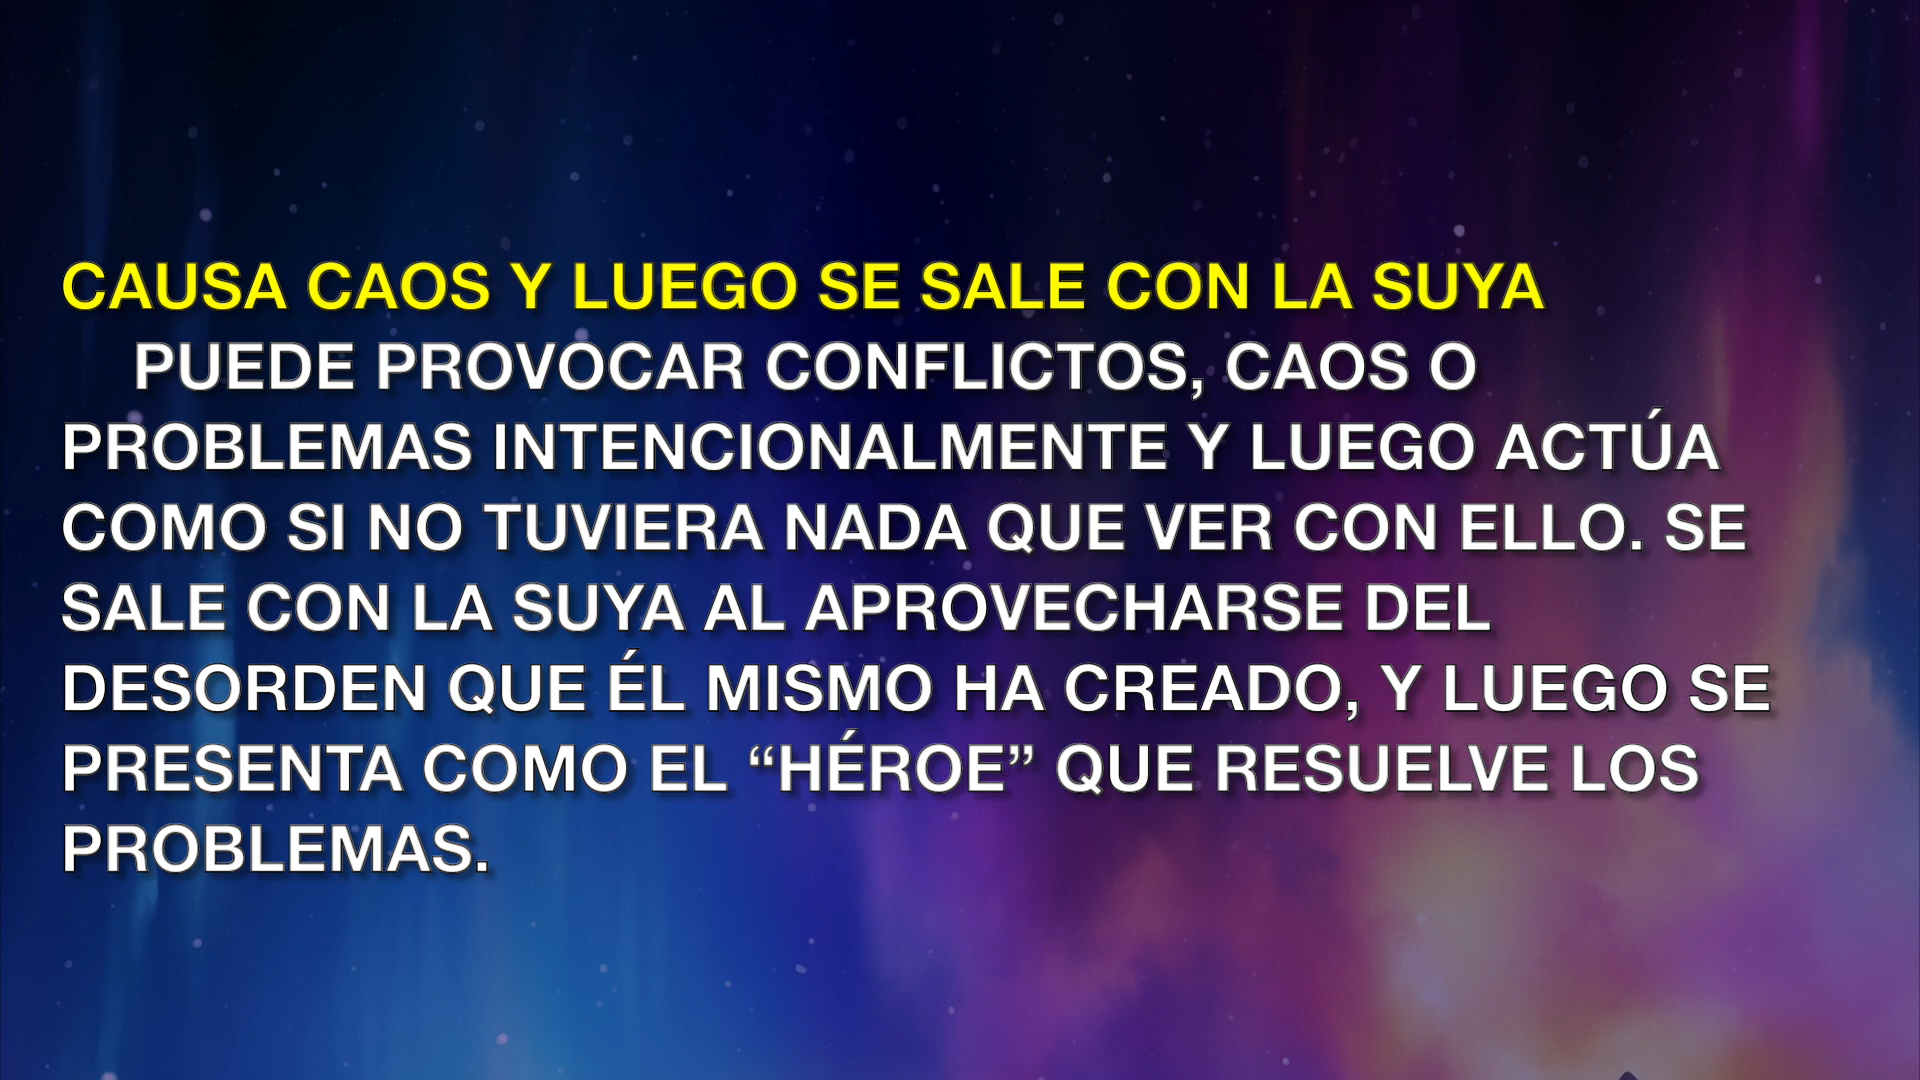 CAUSA CAOS Y LUEGO SE SALE CON LA SUYA
PUEDE PROVOCAR CONFLICTOS, CAOS O
PROBLEMAS INTENCIONALMENTE Y LUEGO ACTÚA
COMO SI NO TUVIERA NADA QUE VER CON ELLO. SE
SALE CON LA SUYA AL APROVECHARSE DEL
DESORDEN QUE ÉL MISMO HA CREADO, Y LUEGO SE
PRESENTA COMO EL “HÉROE” QUE RESUELVE LOS
PROBLEMAS.